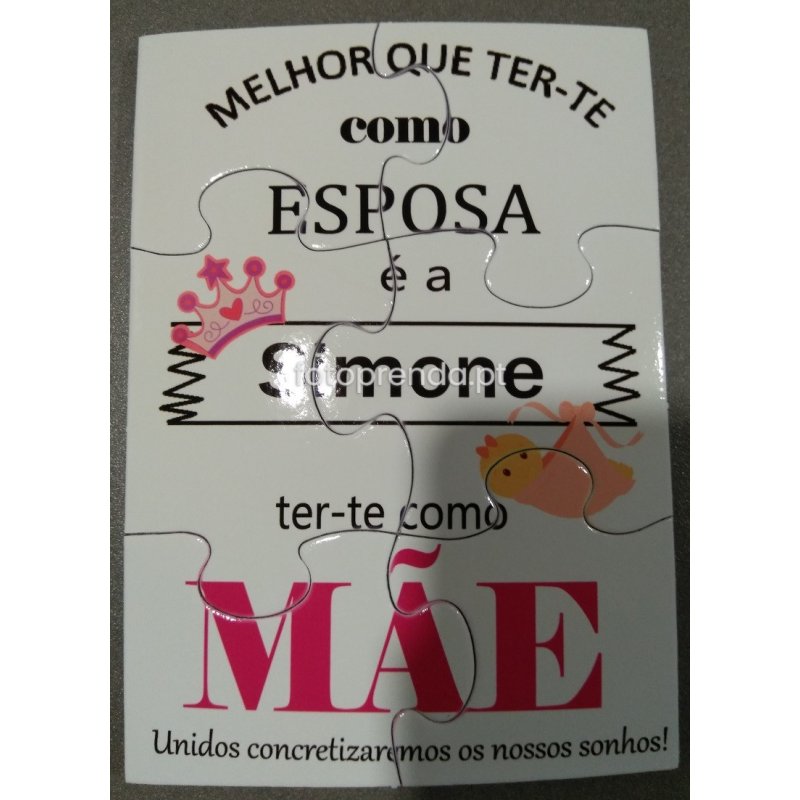 MELHOR QUE TER-TE
como
ESPOSA
é a
Simone
fotoprenda.pt
ter-te como
MÃE
Unidos concretizaremos os nossos sonhos!